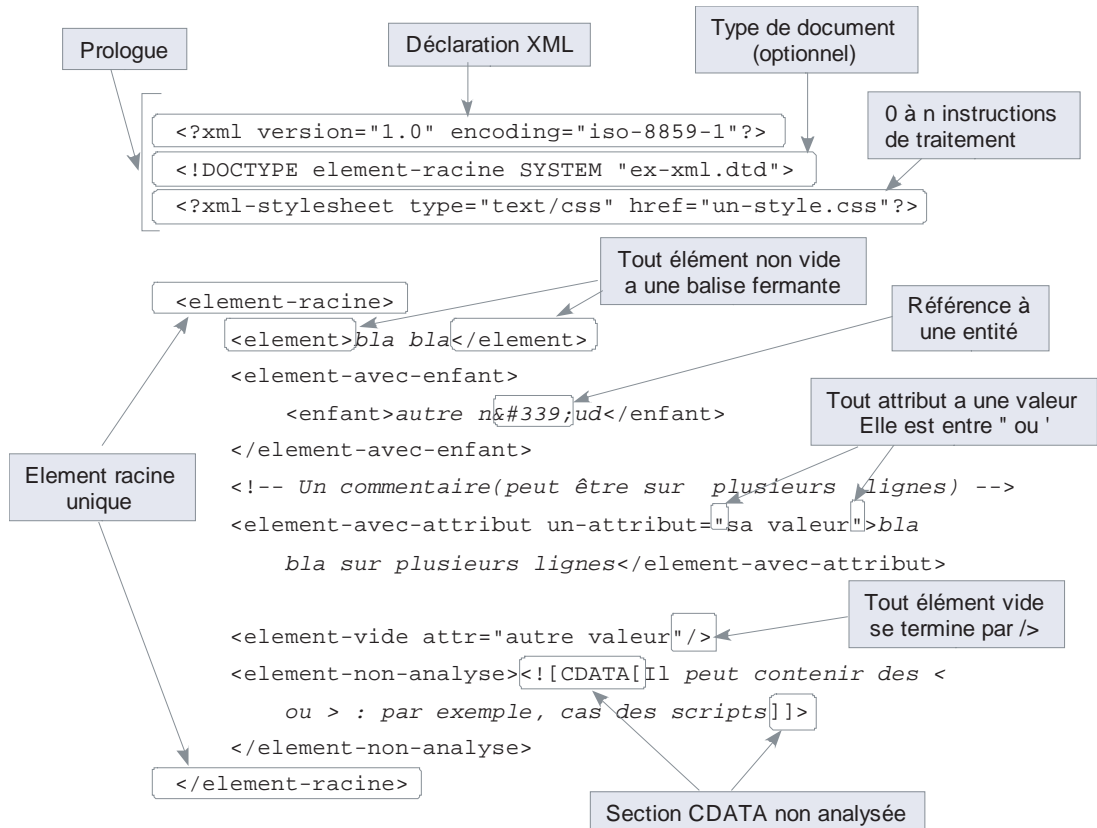 Type de document
(optionnel)
Déclaration XML
Prologue
0 à n instructions
de traitement
<?xml version="1.0" encoding="iso-8859-1"?>
<!DOCTYPE element-racine SYSTEM "ex-xml.dtd">
<?xml-stylesheet type="text/css" href="un-style.css"?>
Tout élément non vide
a une balise fermante
Référence à
une entité
<element-racine>
<element>bla bla</element>
<element-avec-enfant>
<enfant>autre n&#339;ud</enfant>
Tout attribut a une valeur
Elle est entre " ou '
</element-avec-enfant>
Element racine
unique
<!-- Un commentaire(peut être sur plusieurs lignes) -->
<element-avec-attribut un-attribut="sa valeur">bla
bla sur plusieurs lignes</element-avec-attribut>
Tout élément vide
se termine par />
<element-vide attr="autre valeur"/>
<element-non-analyse><![CDATA[Il peut contenir des <
ou > : par exemple, cas des scripts]]>
</element-non-analyse>
</element-racine>
Section CDATA non analysée